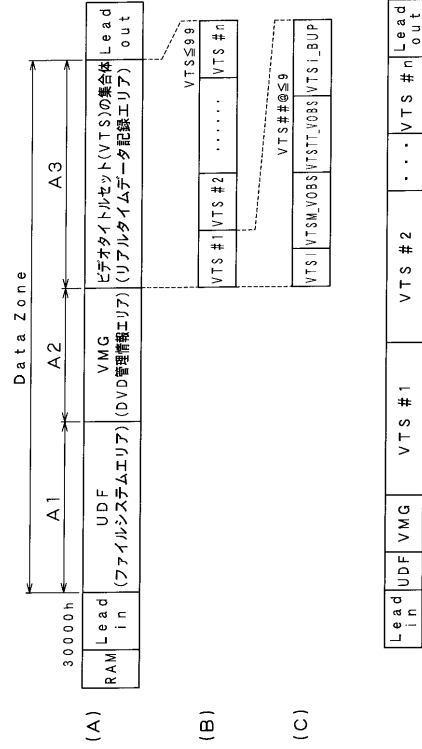 Data Zone
A1 A2 A3
30000h
RAM Lead in UDF (ファイルシステムエリア) VMG (DVD管理情報エリア) ビデオタイトルセット(VTS)の集合体 (リアルタイムデータ記録エリア) Lead out
(A)
VTS≦99
(B) VTS #1 VTS #2 ...... VTS #n
VTS##@≦9
(C) VTSI VTSM_VOBS VTSTT_VOBS VTSi_BUP
Lead in UDF VMG VTS #1 VTS #2 ... VTS #n Lead out